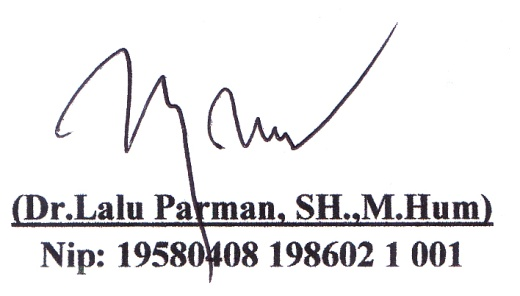 (Dr.Lalu Parman, SH.,M.Hum)
Nip: 19580408 198602 1 001